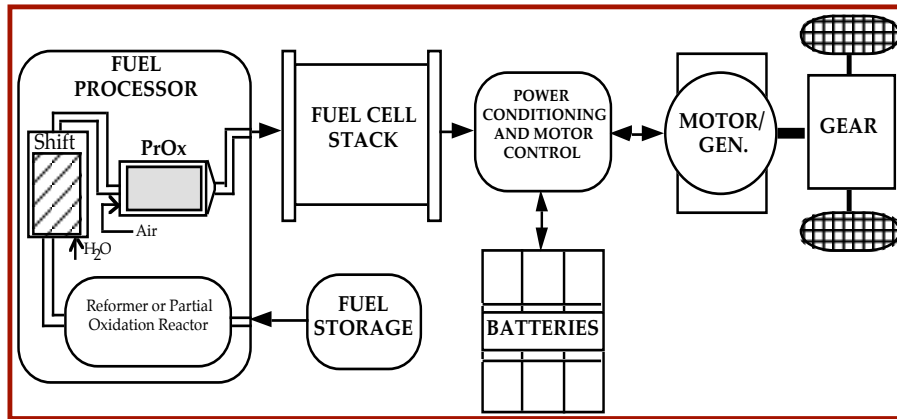 FUEL
PROCESSOR
Shift
PrOx
Air
H2O
Reformer or Partial
Oxidation Reactor
FUEL CELL
STACK
FUEL
STORAGE
POWER
CONDITIONING
AND MOTOR
CONTROL
BATTERIES
MOTOR/
GEN.
GEAR